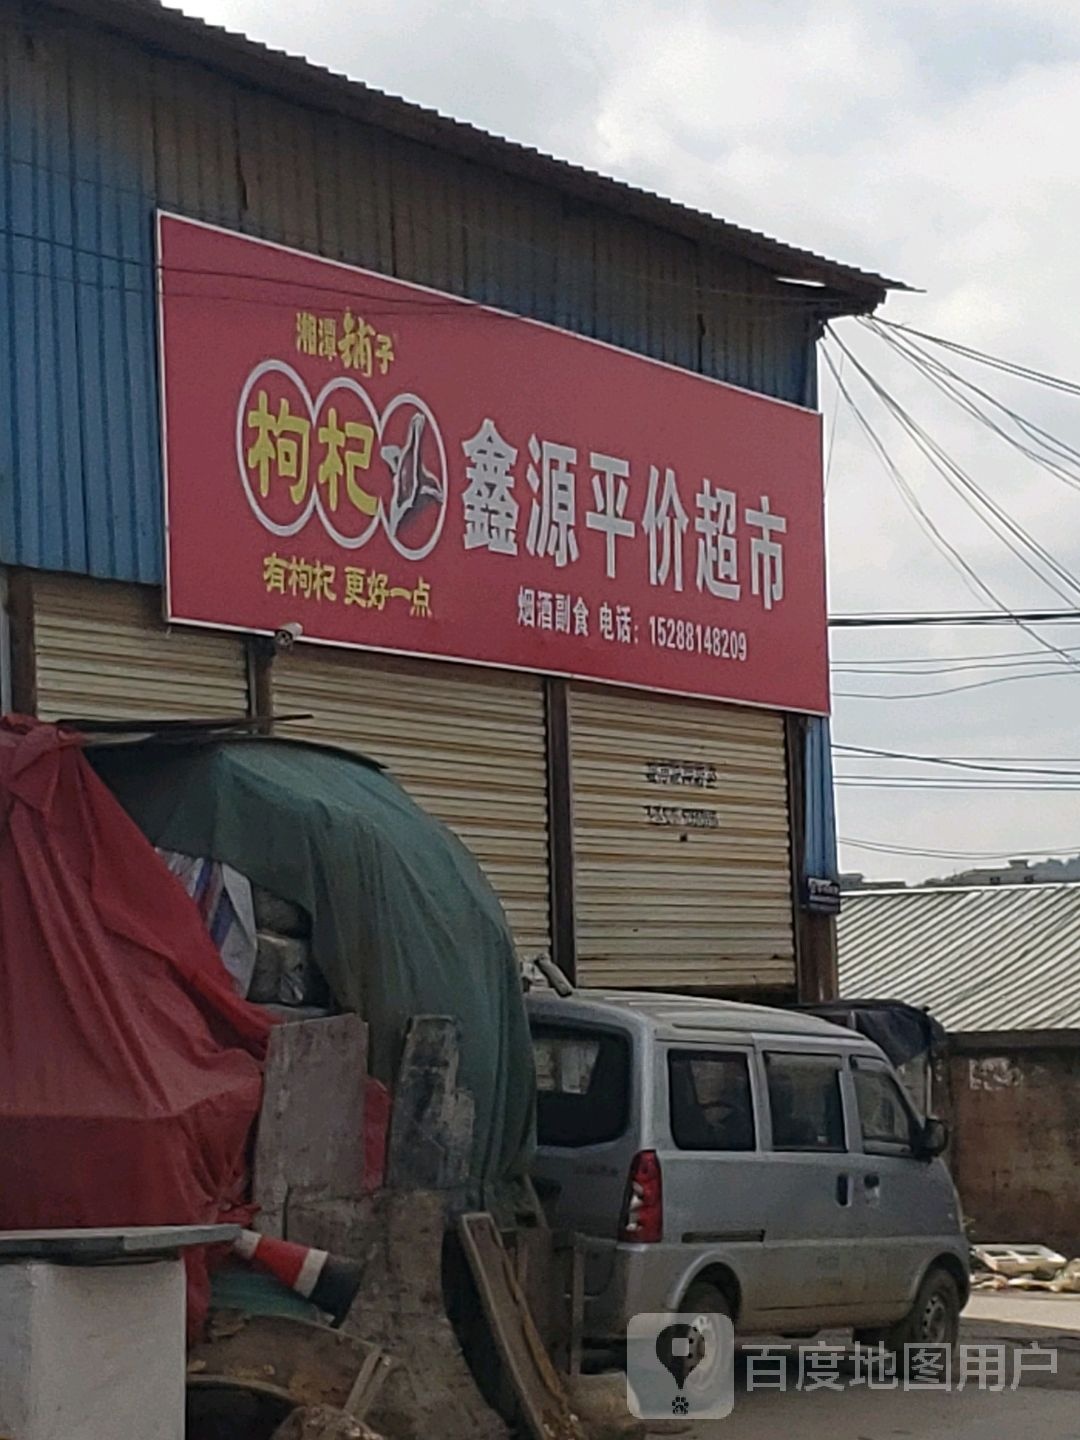 湘潭铺子
枸杞
有枸杞 更好一点
鑫源平价超市
烟酒副食 电话: 15288148209
百度地图用户